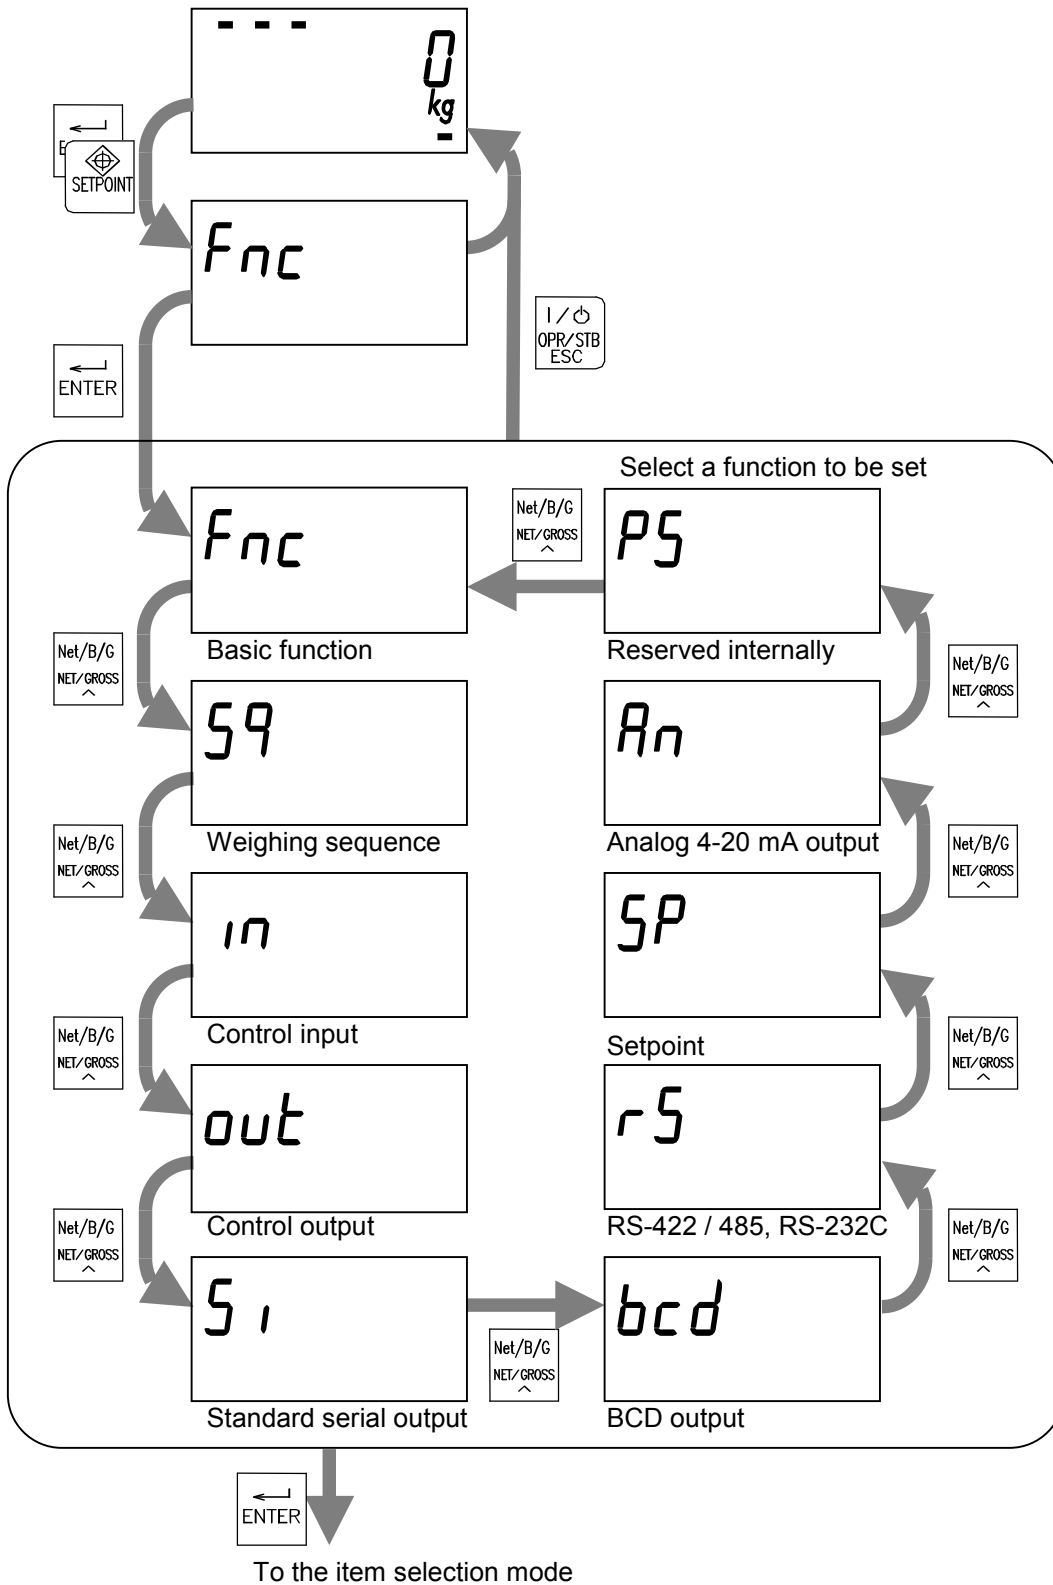 0
kg
SETPOINT
Fnc
I/⏻
OPR/STB
ESC
ENTER
Select a function to be set
Fnc
Basic function
Net/B/G
NET/GROSS
PS
Reserved internally
Net/B/G
NET/GROSS
Sq
Weighing sequence
An
Analog 4-20 mA output
Net/B/G
NET/GROSS
Net/B/G
NET/GROSS
in
Control input
SP
Setpoint
Net/B/G
NET/GROSS
Net/B/G
NET/GROSS
out
Control output
rS
RS-422 / 485, RS-232C
Net/B/G
NET/GROSS
Net/B/G
NET/GROSS
Si
Standard serial output
Net/B/G
NET/GROSS
bcd
BCD output
Net/B/G
NET/GROSS
ENTER
To the item selection mode